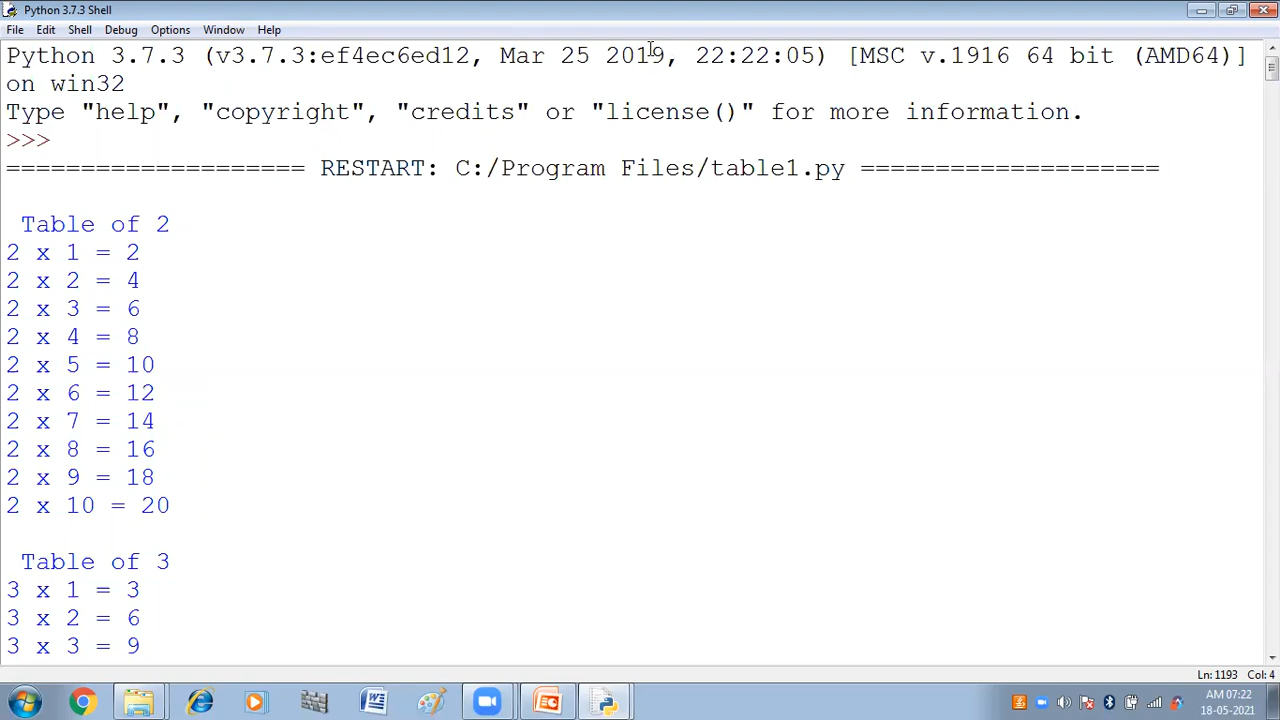 Python 3.7.3 Shell
File Edit Shell Debug Options Window Help
Python 3.7.3 (v3.7.3:ef4ec6ed12, Mar 25 2019, 22:22:05) [MSC v.1916 64 bit (AMD64)]
on win32
Type "help", "copyright", "credits" or "license()" for more information.
>>>
==================== RESTART: C:/Program Files/table1.py ====================
Table of 2
2 x 1 = 2
2 x 2 = 4
2 x 3 = 6
2 x 4 = 8
2 x 5 = 10
2 x 6 = 12
2 x 7 = 14
2 x 8 = 16
2 x 9 = 18
2 x 10 = 20
Table of 3
3 x 1 = 3
3 x 2 = 6
3 x 3 = 9
Ln: 1193 Col: 4
AM 07:22
18-05-2021